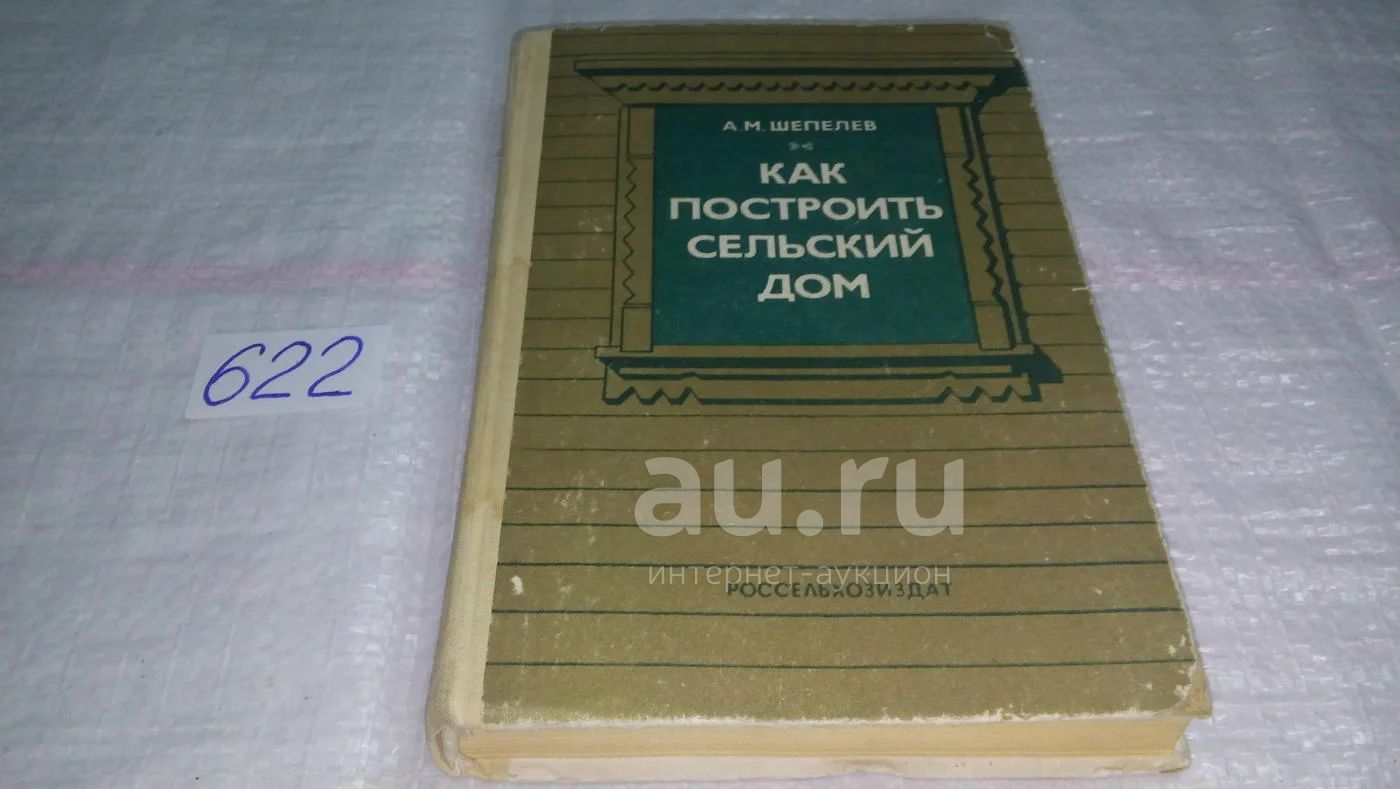 А.М. ШЕПЕЛЕВ
КАК
ПОСТРОИТЬ
СЕЛЬСКИЙ
ДОМ
622
au.ru
интернет-аукцион
РОССЕЛЬХОЗИЗДАТ